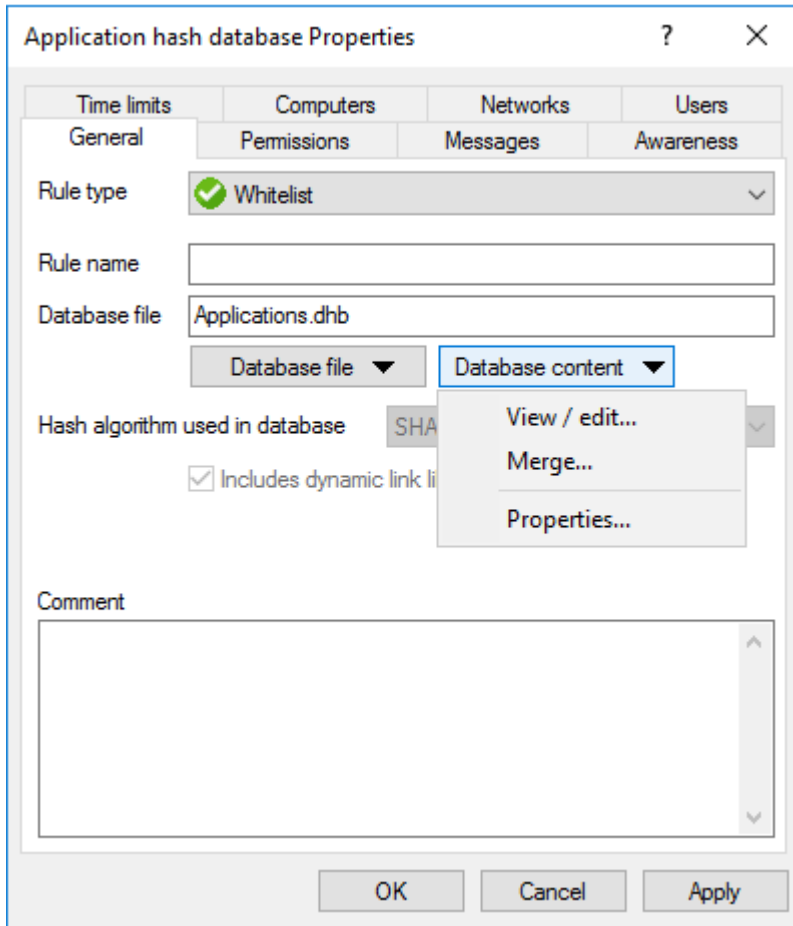 Application hash database Properties ? ×
Time limits Computers Networks Users
General Permissions Messages Awareness
Rule type Whitelist
Rule name
Database file Applications.dhb
Database file Database content
Hash algorithm used in database SHA
View / edit...
Includes dynamic link li
Merge...
Properties...
Comment
OK Cancel Apply